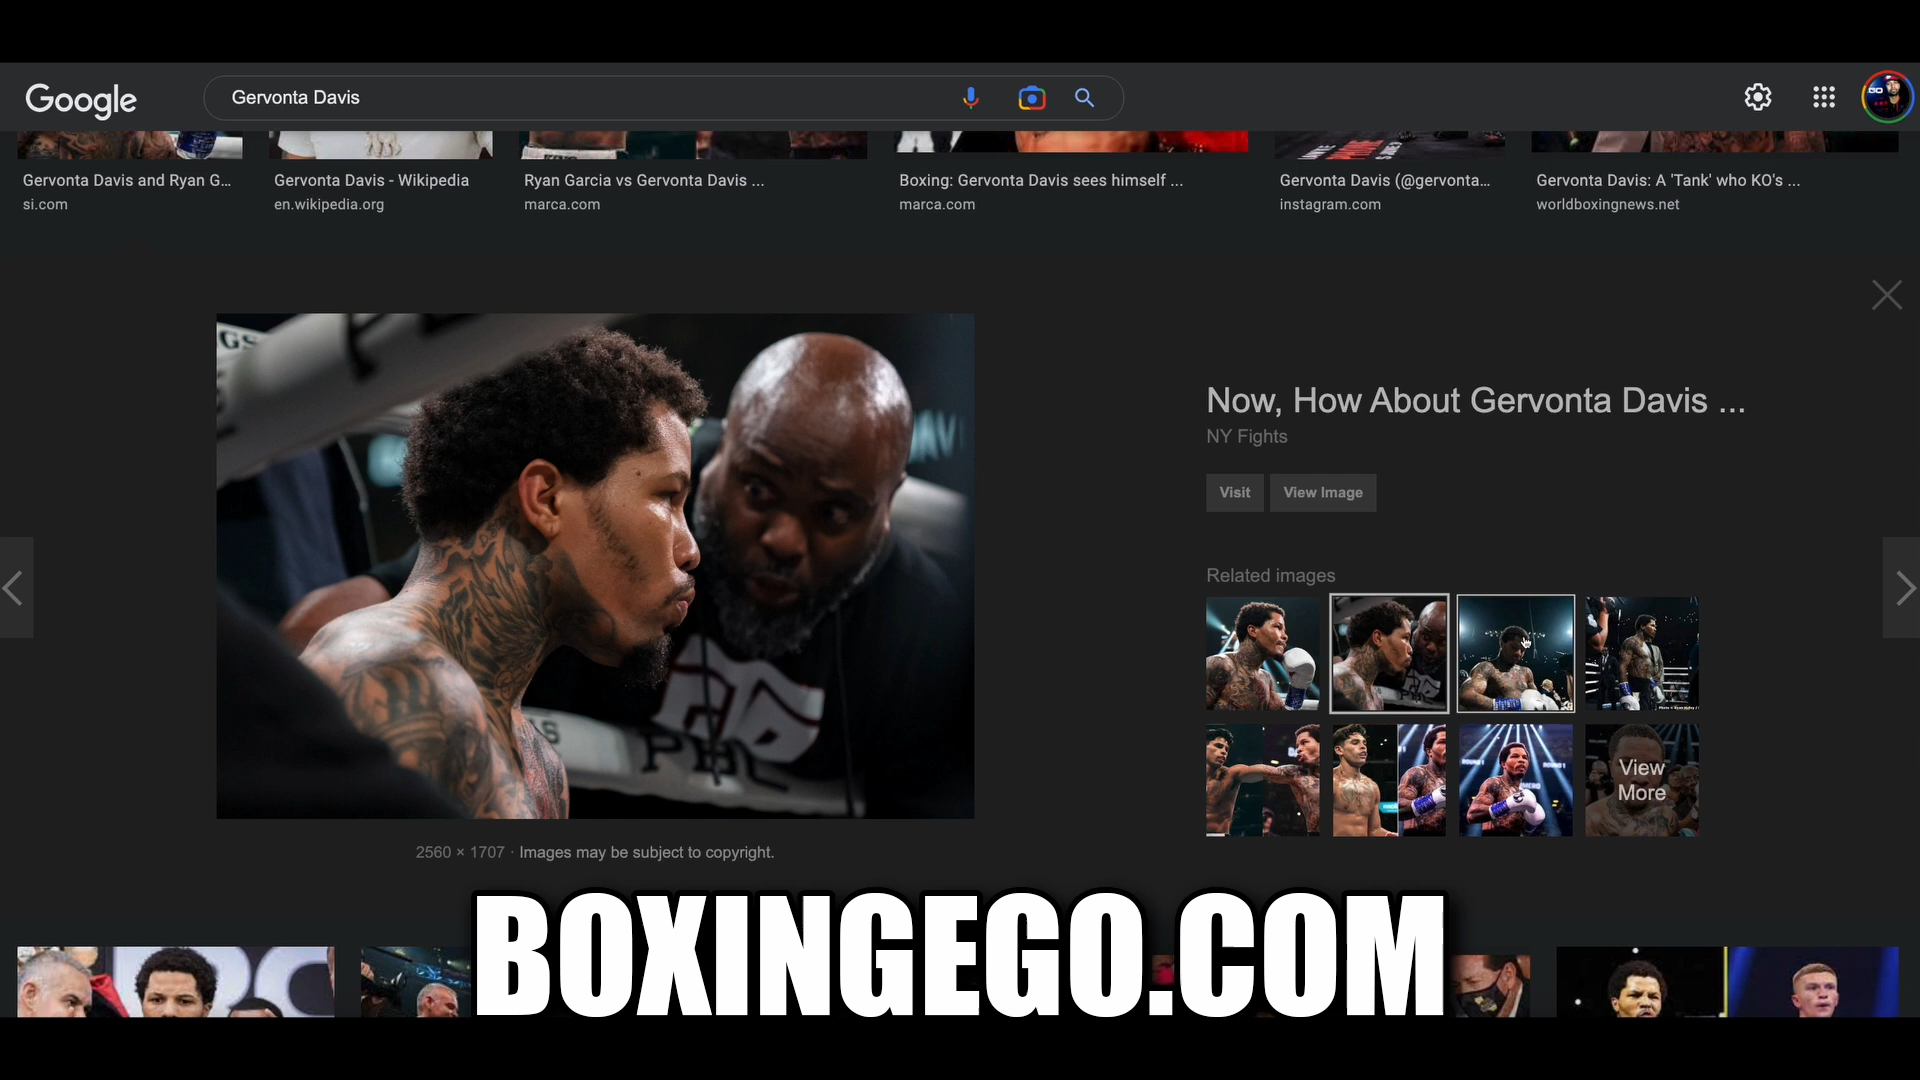 Google
Gervonta Davis
Gervonta Davis and Ryan G...
si.com
Gervonta Davis - Wikipedia
en.wikipedia.org
Ryan Garcia vs Gervonta Davis ...
marca.com
Boxing: Gervonta Davis sees himself ...
marca.com
Gervonta Davis (@gervonta...
instagram.com
Gervonta Davis: A 'Tank' who KO's ...
worldboxingnews.net
Now, How About Gervonta Davis ...
NY Fights
Visit
View Image
Related images
View
More
2560 × 1707 · Images may be subject to copyright.
BOXINGEGO.COM